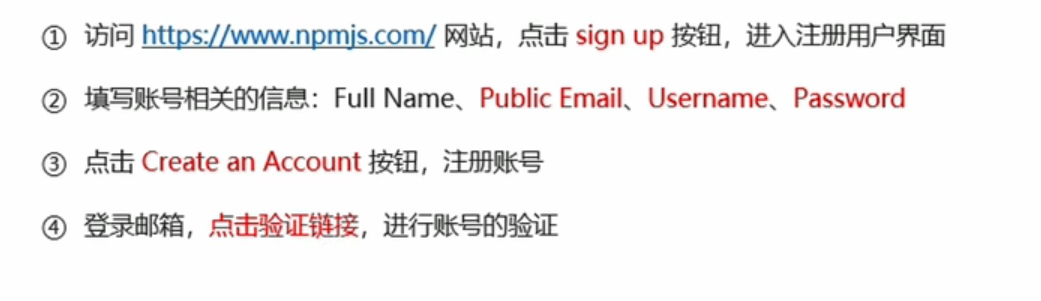 ① 访问 https://www.npmjs.com/ 网站，点击 sign up 按钮，进入注册用户界面
② 填写账号相关的信息：Full Name、Public Email、Username、Password
③ 点击 Create an Account 按钮，注册账号
④ 登录邮箱，点击验证链接，进行账号的验证